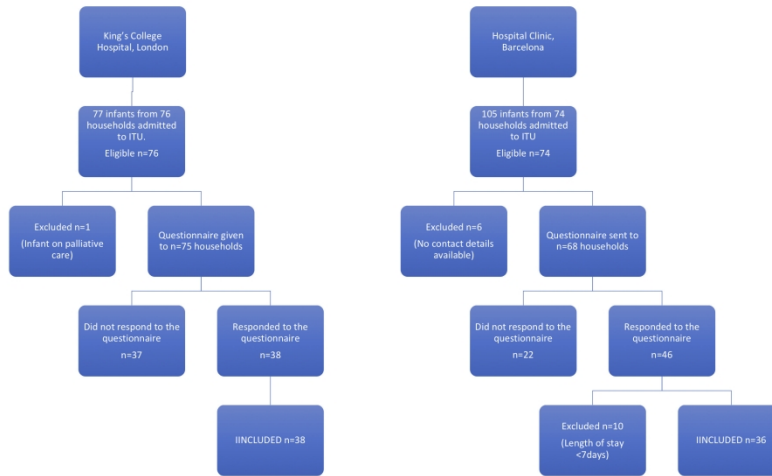 King's College
Hospital, London
77 infants from 76
households admitted
to ITU.
Eligible n=76
Excluded n=1
(Infant on palliative
care)
Questionnaire given
to n=75 households
Did not respond to the
questionnaire
n=37
Responded to the
questionnaire
n=38
IINCLUDED n=38
Hospital Clinic,
Barcelona
105 infants from 74
households admitted
to ITU
Eligible n=74
Excluded n=6
(No contact details
available)
Questionnaire sent to
n=68 households
Did not respond to the
questionnaire
n=22
Responded to the
questionnaire
n=46
Excluded n=10
(Length of stay
<7days)
IINCLUDED n=36